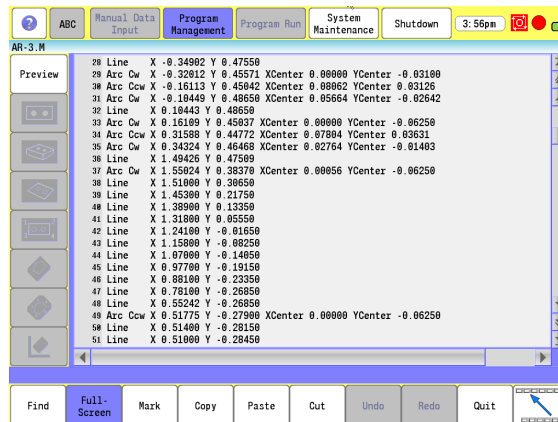 ?
ABC
Manual Data
Input
Program
Management
Program Run
System
Maintenance
Shutdown
3:56pm
AR-3.M
Preview
28 Line X -0.34902 Y 0.47550
29 Arc Cw X -0.32012 Y 0.45571 XCenter 0.00000 YCenter -0.03100
30 Arc Ccw X -0.16113 Y 0.45042 XCenter 0.08062 YCenter 0.03126
31 Arc Cw X -0.10449 Y 0.48650 XCenter 0.05664 YCenter -0.02642
32 Line X 0.10443 Y 0.48650
33 Arc Cw X 0.16109 Y 0.45037 XCenter 0.00000 YCenter -0.06250
34 Arc Ccw X 0.31588 Y 0.44772 XCenter 0.07804 YCenter 0.03631
35 Arc Cw X 0.34324 Y 0.46468 XCenter 0.02764 YCenter -0.01403
36 Line X 1.49426 Y 0.47509
37 Arc Cw X 1.55024 Y 0.38370 XCenter 0.00056 YCenter -0.06250
38 Line X 1.51000 Y 0.30650
39 Line X 1.45300 Y 0.21750
40 Line X 1.38900 Y 0.13350
41 Line X 1.31800 Y 0.05550
42 Line X 1.24100 Y -0.01650
43 Line X 1.15800 Y -0.08250
44 Line X 1.07000 Y -0.14050
45 Line X 0.97700 Y -0.19150
46 Line X 0.88100 Y -0.23350
47 Line X 0.78100 Y -0.26850
48 Line X 0.55242 Y -0.26850
49 Arc Ccw X 0.51775 Y -0.27900 XCenter 0.00000 YCenter -0.06250
50 Line X 0.51400 Y -0.28150
51 Line X 0.51000 Y -0.28450
Find
Full-
Screen
Mark
Copy
Paste
Cut
Undo
Redo
Quit